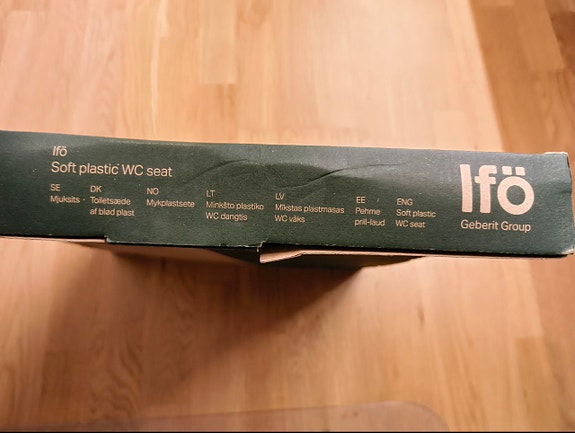 Ifö
Soft plastic WC seat
SE
Mjuksits
DK
Toiletsæde
af blød plast
NO
Mykplastsete
LT
Minkšto plastiko
WC dangtis
LV
Mīkstas plastmasas
WC vāks
EE
Pehme
prill-laud
ENG
Soft plastic
WC seat
Ifö
Geberit Group